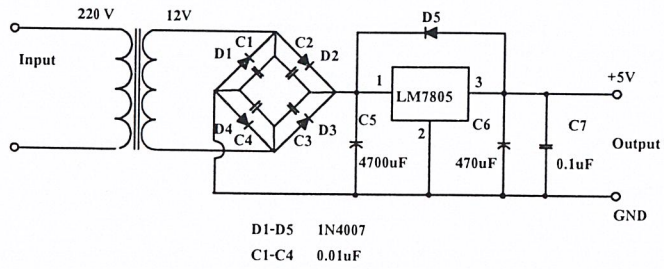 220 V
12V
D5
C1
C2
D1
D2
Input
1
3
+5V
LM7805
C5
C6
C7
D4
D3
2
C4
C3
Output
4700uF
470uF
0.1uF
GND
D1-D5 1N4007
C1-C4 0.01uF